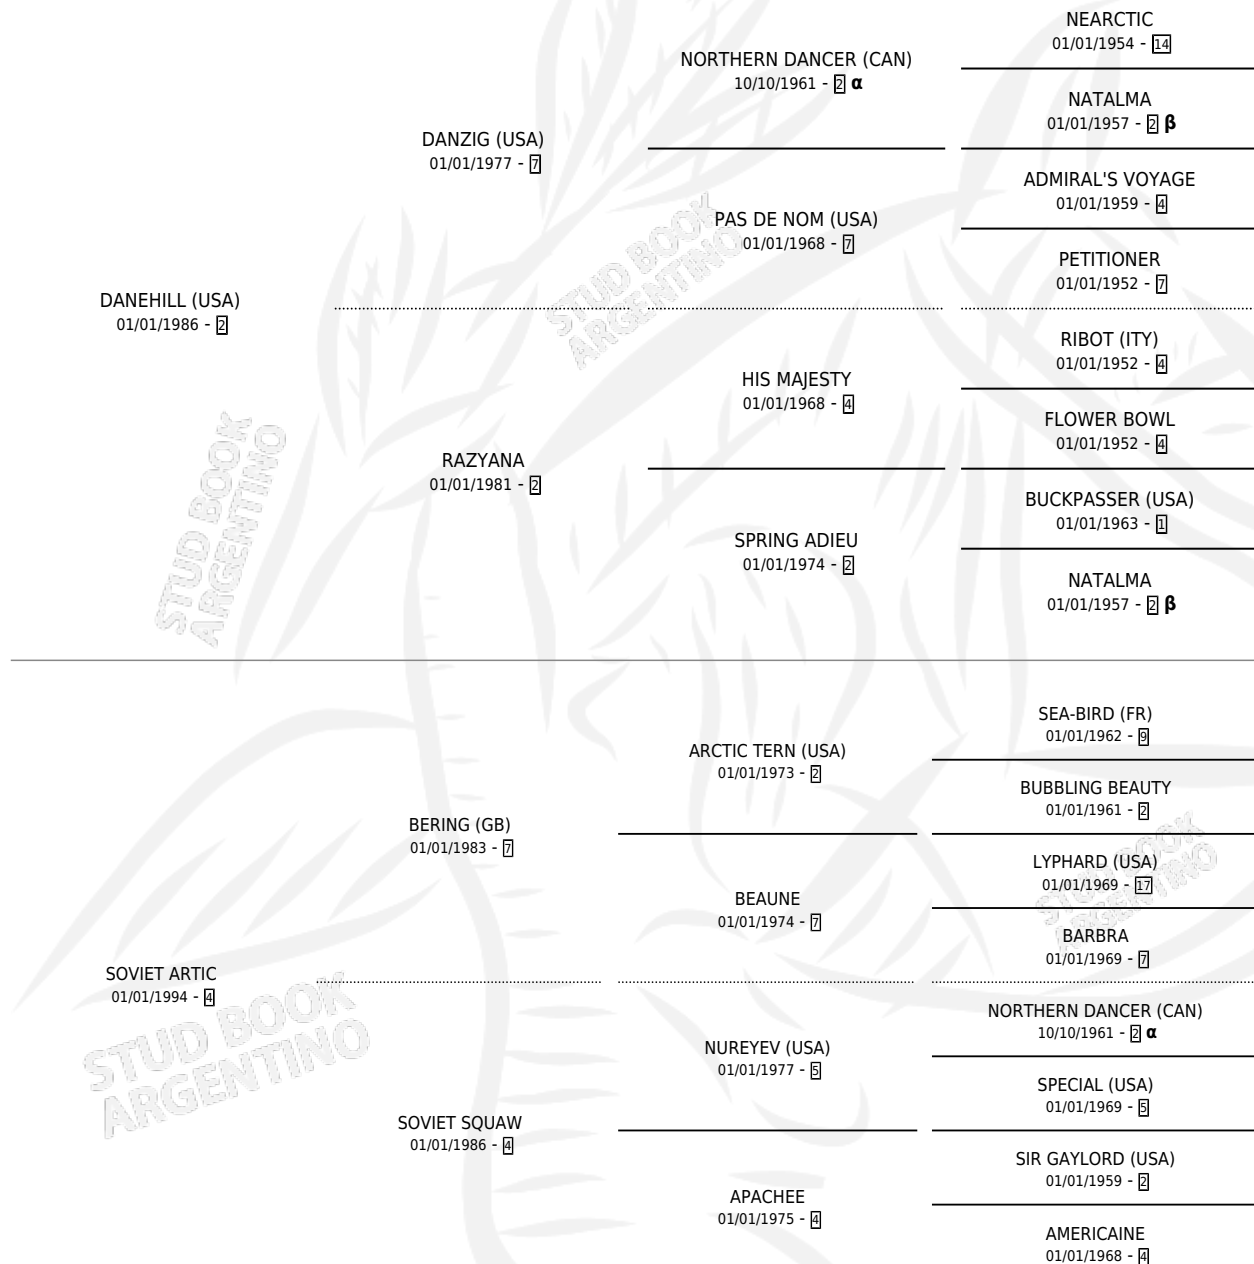 NEARCTIC
01/01/1954 - 14
NORTHERN DANCER (CAN)
10/10/1961 - 2 α
NATALMA
01/01/1957 - 2 β
DANZIG (USA)
01/01/1977 - 7
ADMIRAL'S VOYAGE
01/01/1959 - 4
PAS DE NOM (USA)
01/01/1968 - 7
PETITIONER
01/01/1952 - 7
DANEHILL (USA)
01/01/1986 - 2
RIBOT (ITY)
01/01/1952 - 4
HIS MAJESTY
01/01/1968 - 4
FLOWER BOWL
01/01/1952 - 4
RAZYANA
01/01/1981 - 2
BUCKPASSER (USA)
01/01/1963 - 1
SPRING ADIEU
01/01/1974 - 2
NATALMA
01/01/1957 - 2 β
STUD BOOK
ARGENTINO
STUD BOOK
ARGENTINO
SEA-BIRD (FR)
01/01/1962 - 9
ARCTIC TERN (USA)
01/01/1973 - 2
BUBBLING BEAUTY
01/01/1961 - 2
BERING (GB)
01/01/1983 - 7
LYPHARD (USA)
01/01/1969 - 17
BEAUNE
01/01/1974 - 7
BARBRA
01/01/1969 - 7
SOVIET ARTIC
01/01/1994 - 4
NORTHERN DANCER (CAN)
10/10/1961 - 2 α
NUREYEV (USA)
01/01/1977 - 5
SPECIAL (USA)
01/01/1969 - 5
SOVIET SQUAW
01/01/1986 - 4
SIR GAYLORD (USA)
01/01/1959 - 2
APACHEE
01/01/1975 - 4
AMERICAINE
01/01/1968 - 4
STUD BOOK
ARGENTINO
STUD BOOK
ARGENTINO